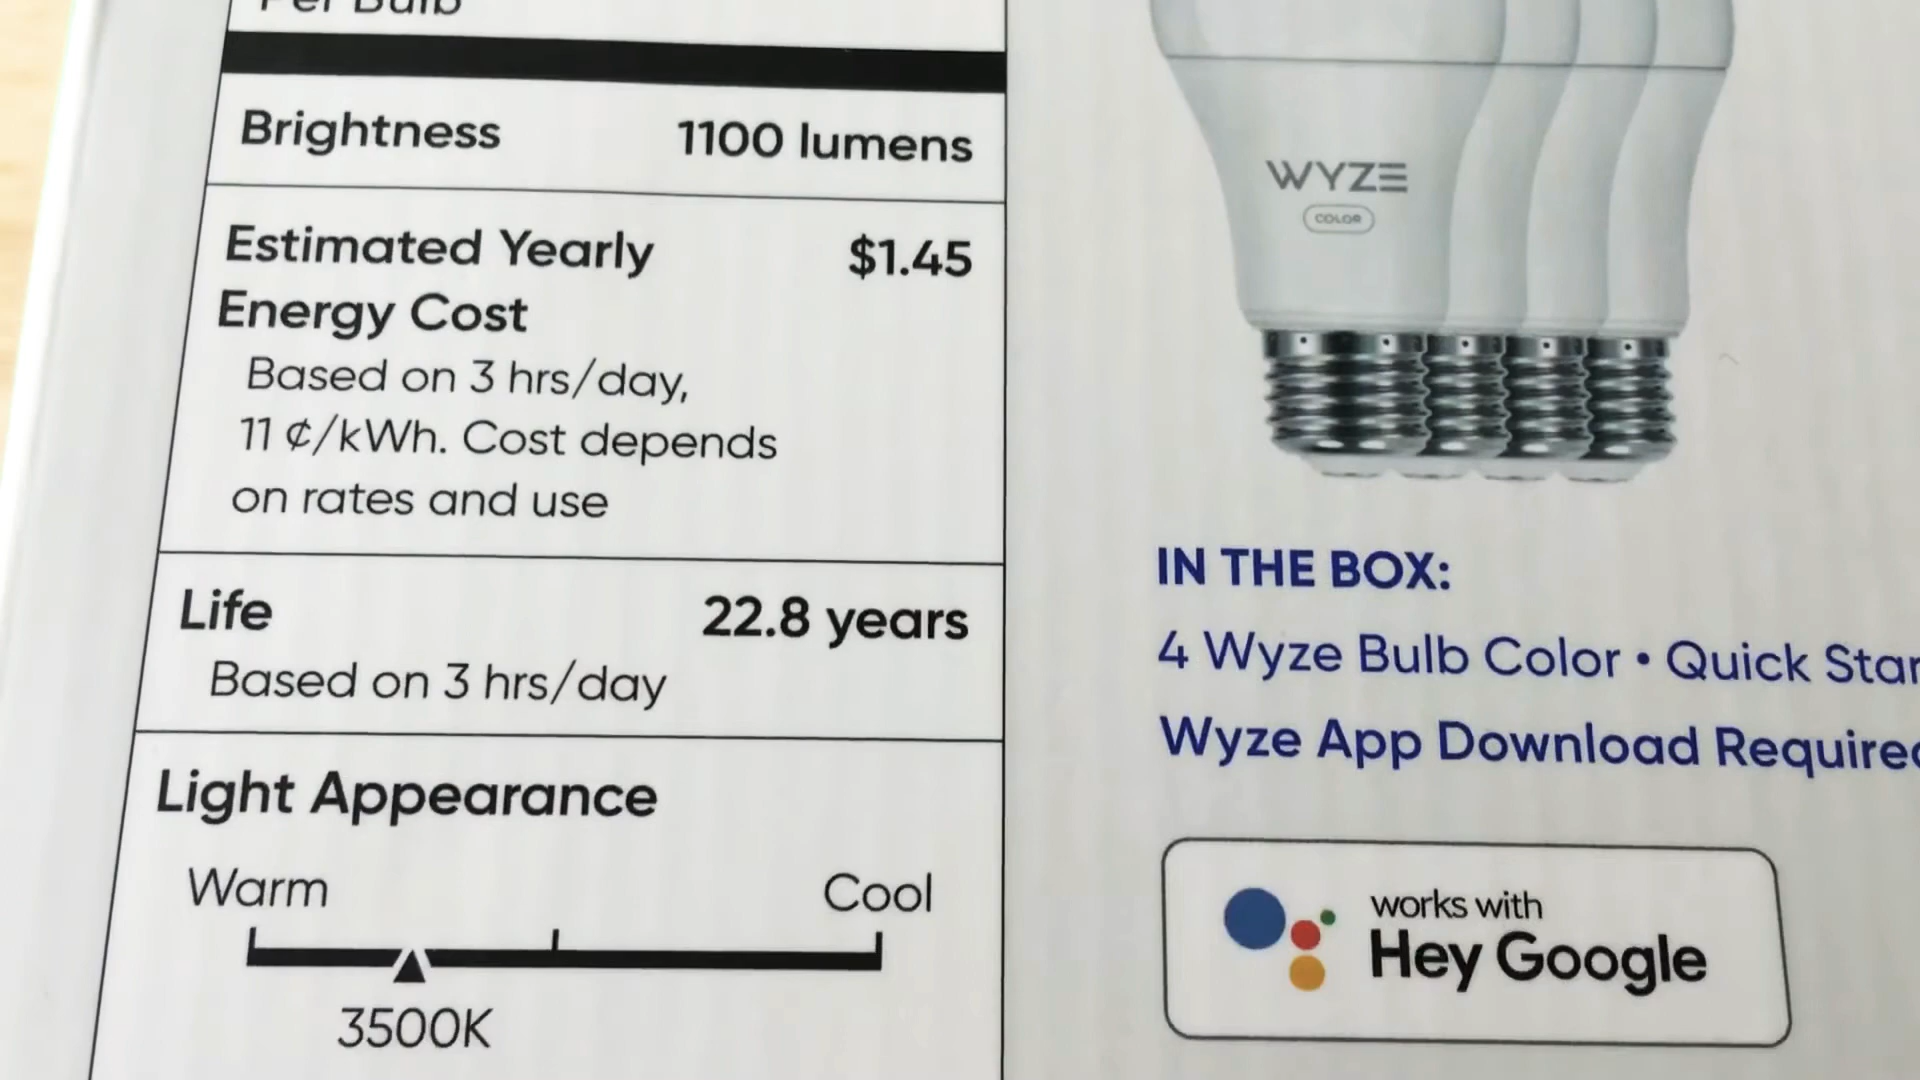 Per Bulb
Brightness 1100 lumens
Estimated Yearly $1.45
Energy Cost
Based on 3 hrs/day,
11 ¢/kWh. Cost depends
on rates and use
Life 22.8 years
Based on 3 hrs/day
Light Appearance
Warm Cool
3500K
WYZE
COLOR
IN THE BOX:
4 Wyze Bulb Color • Quick Star
Wyze App Download Require
works with
Hey Google